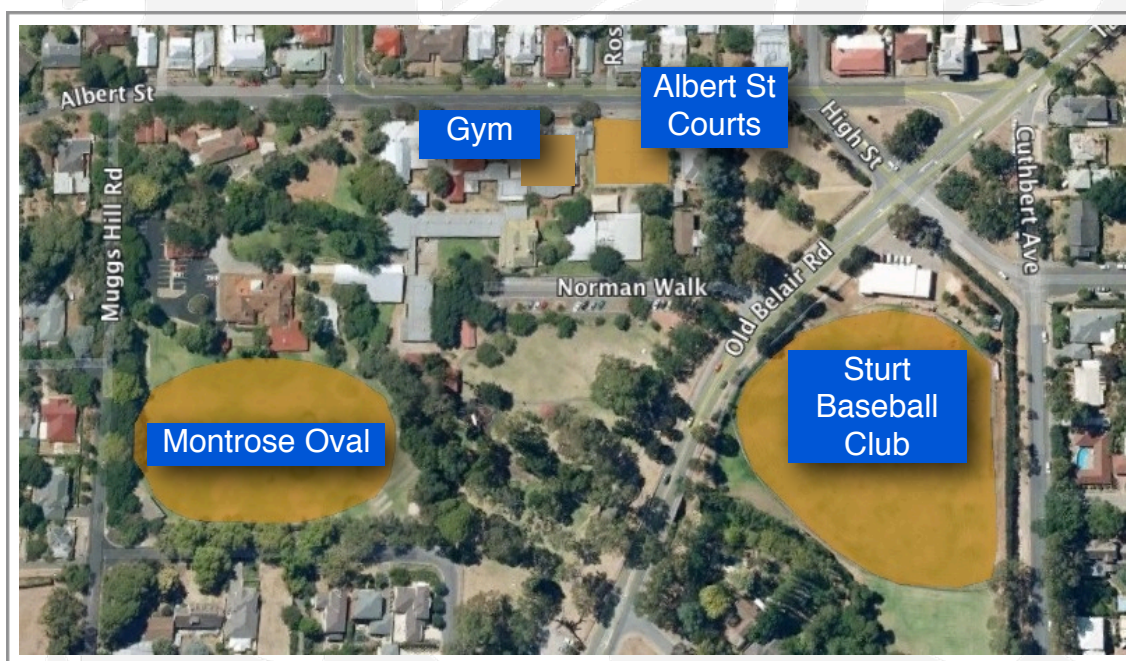 Albert St
Gym
Albert St
Courts
High St
Cuthbert Ave
Muggs Hill Rd
Norman Walk
Old Belair Rd
Sturt
Baseball
Club
Montrose Oval